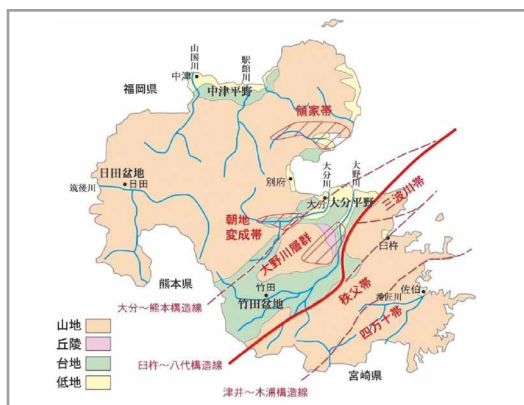 山国川
駅館川
中津
福岡県
中津平野
領家帯
日田盆地
日田
筑後川
別府
大分川
大野川
大分
大分平野
三波川帯
朝地
変成帯
大野川層群
臼杵
熊本県
竹田
竹田盆地
秩父帯
佐伯
番匠川
四万十帯
大分～熊本構造線
山地
丘陵
台地
低地
臼杵～八代構造線
津井～木浦構造線
宮崎県